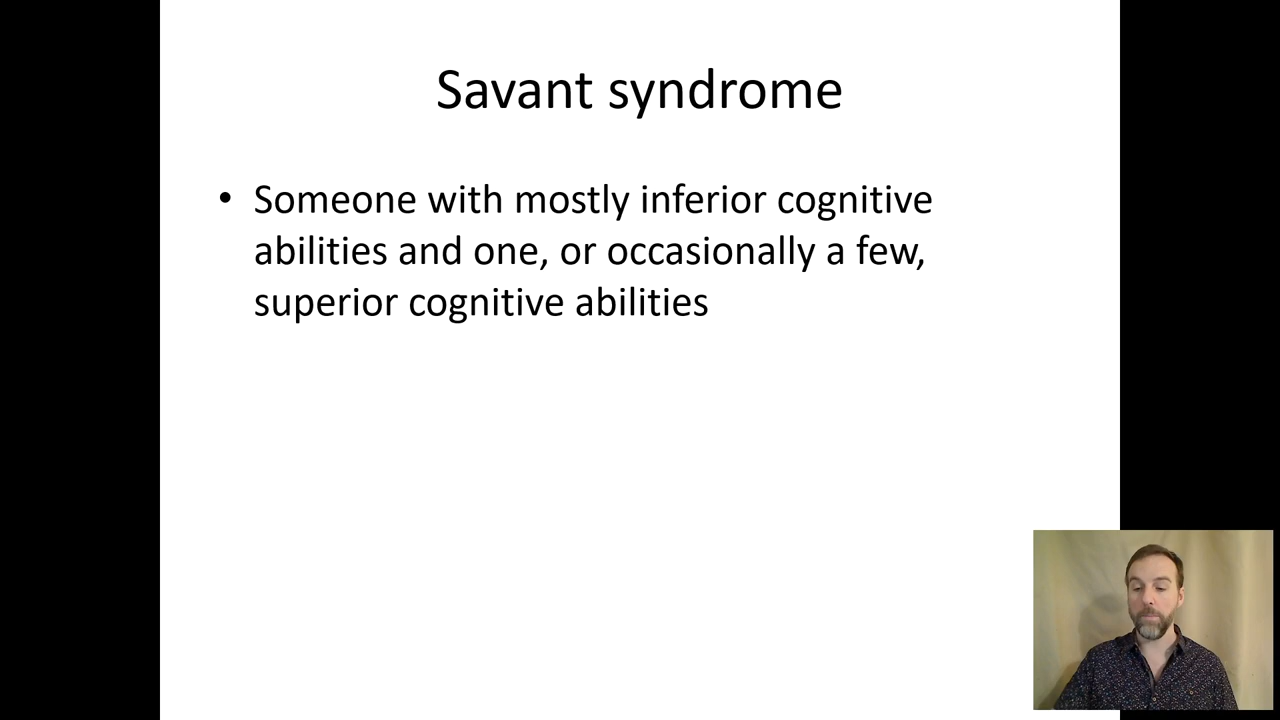 Savant syndrome
• Someone with mostly inferior cognitive
abilities and one, or occasionally a few,
superior cognitive abilities